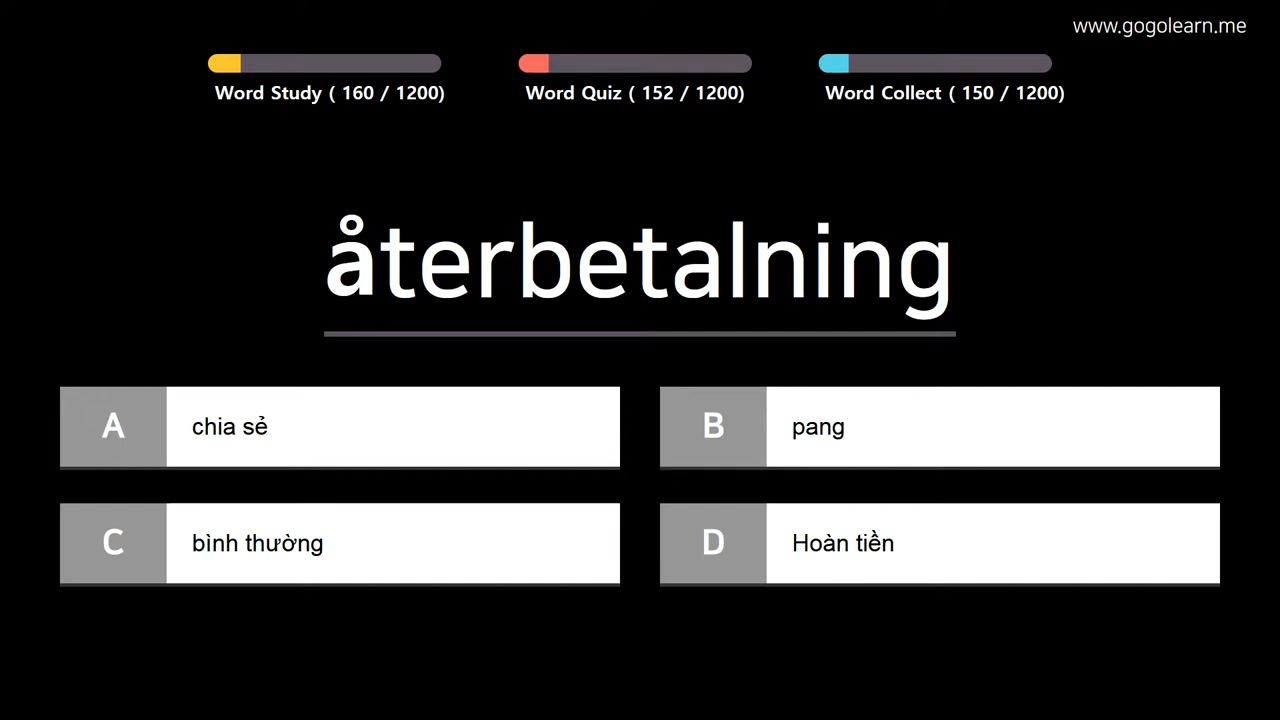 www.gogolearn.me
Word Study ( 160 / 1200)
Word Quiz ( 152 / 1200)
Word Collect ( 150 / 1200)
återbetalning
A chia sẻ
B pang
C bình thường
D Hoàn tiền